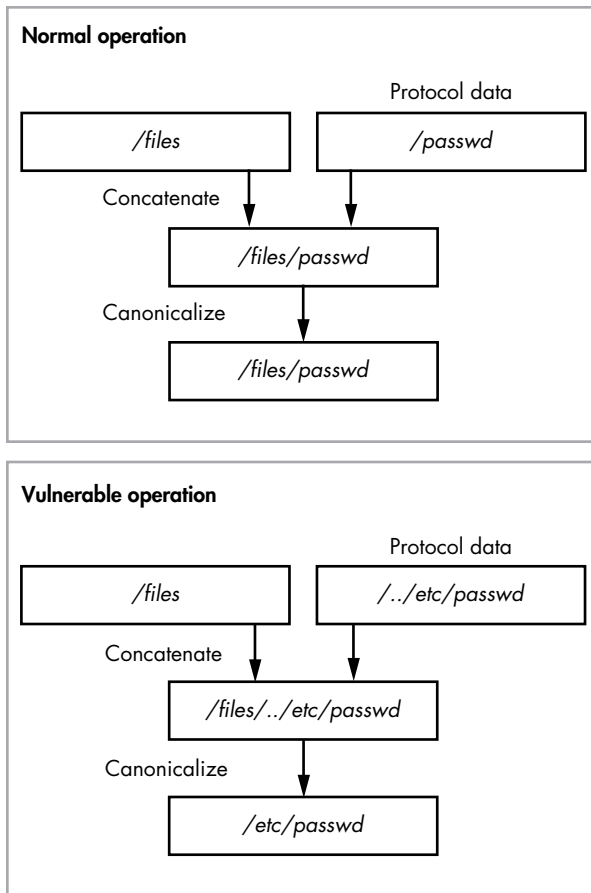 Normal operation
Protocol data
/files
/passwd
Concatenate
/files/passwd
Canonicalize
/files/passwd
Vulnerable operation
Protocol data
/files
/../etc/passwd
Concatenate
/files/../etc/passwd
Canonicalize
/etc/passwd